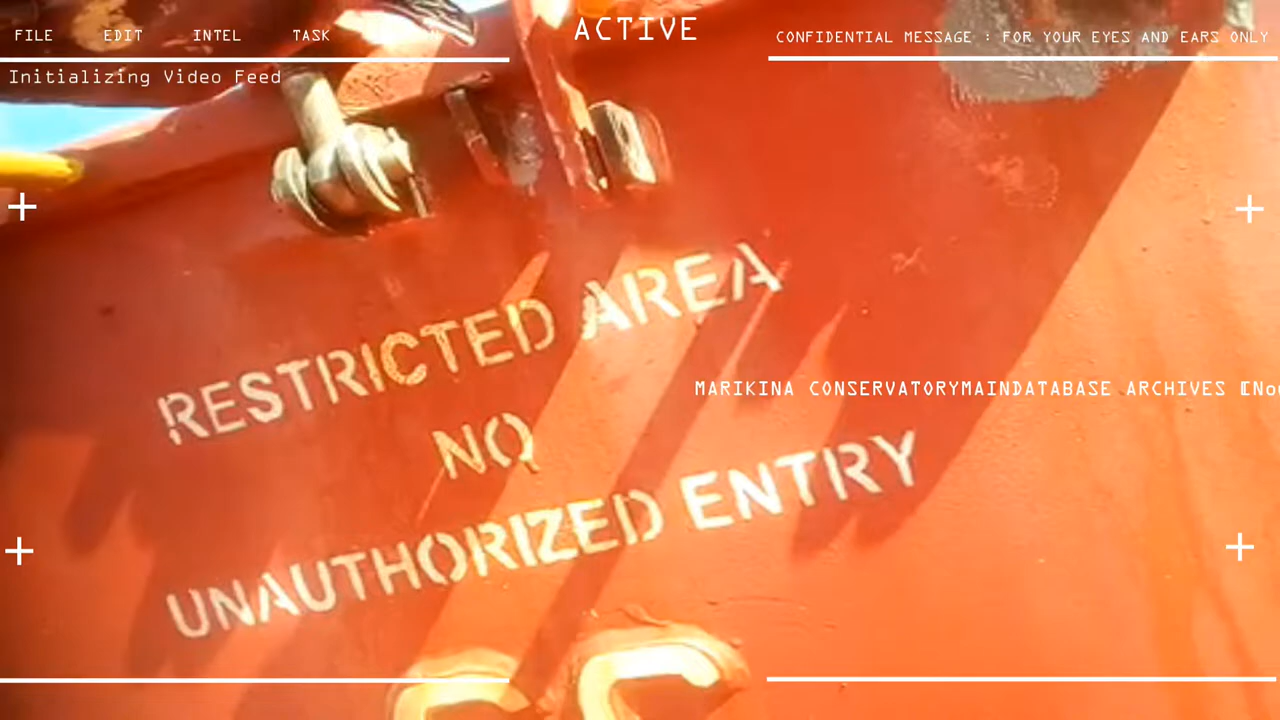 FILE EDIT INTEL TASK
ACTIVE
CONFIDENTIAL MESSAGE : FOR YOUR EYES AND EARS ONLY
Initializing Video Feed
RESTRICTED AREA
MARIKINA CONSERVATORYMAINDATABASE ARCHIVES
NO
UNAUTHORIZED ENTRY